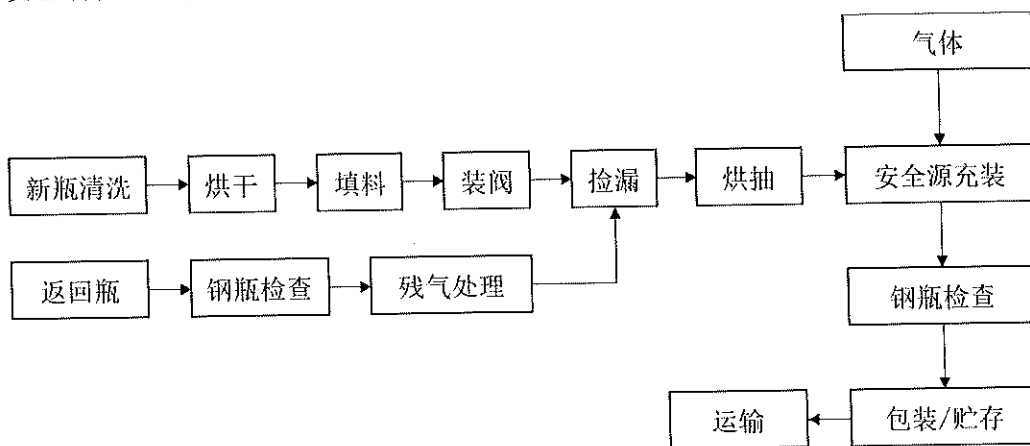 气体
新瓶清洗
烘干
填料
装阀
捡漏
烘抽
安全源充装
返回瓶
钢瓶检查
残气处理
钢瓶检查
运输
包装/贮存